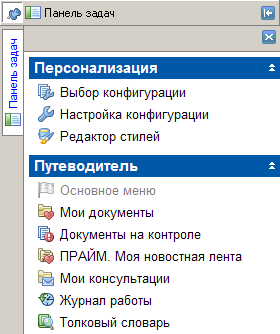 Панель задач
Панель задач
Персонализация
Выбор конфигурации
Настройка конфигурации
Редактор стилей
Путеводитель
Основное меню
Мои документы
Документы на контроле
ПРАЙМ. Моя новостная лента
Мои консультации
Журнал работы
Толковый словарь